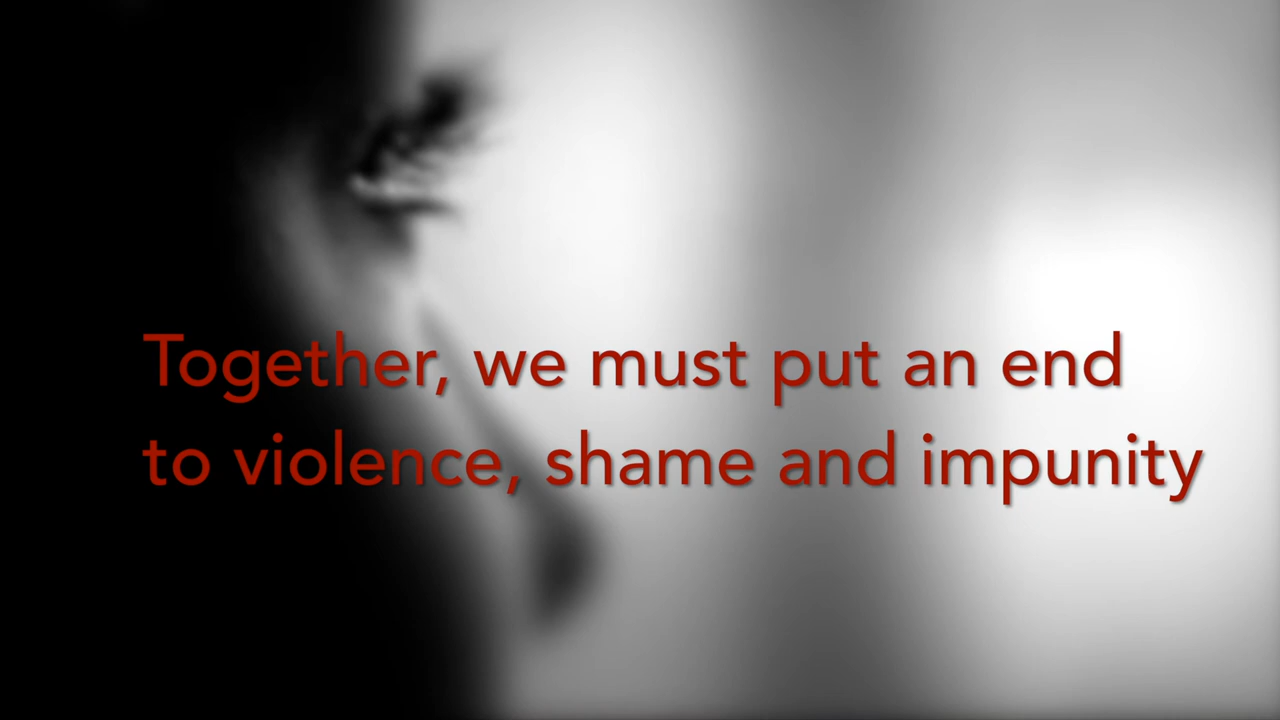 Together, we must put an end
to violence, shame and impunity